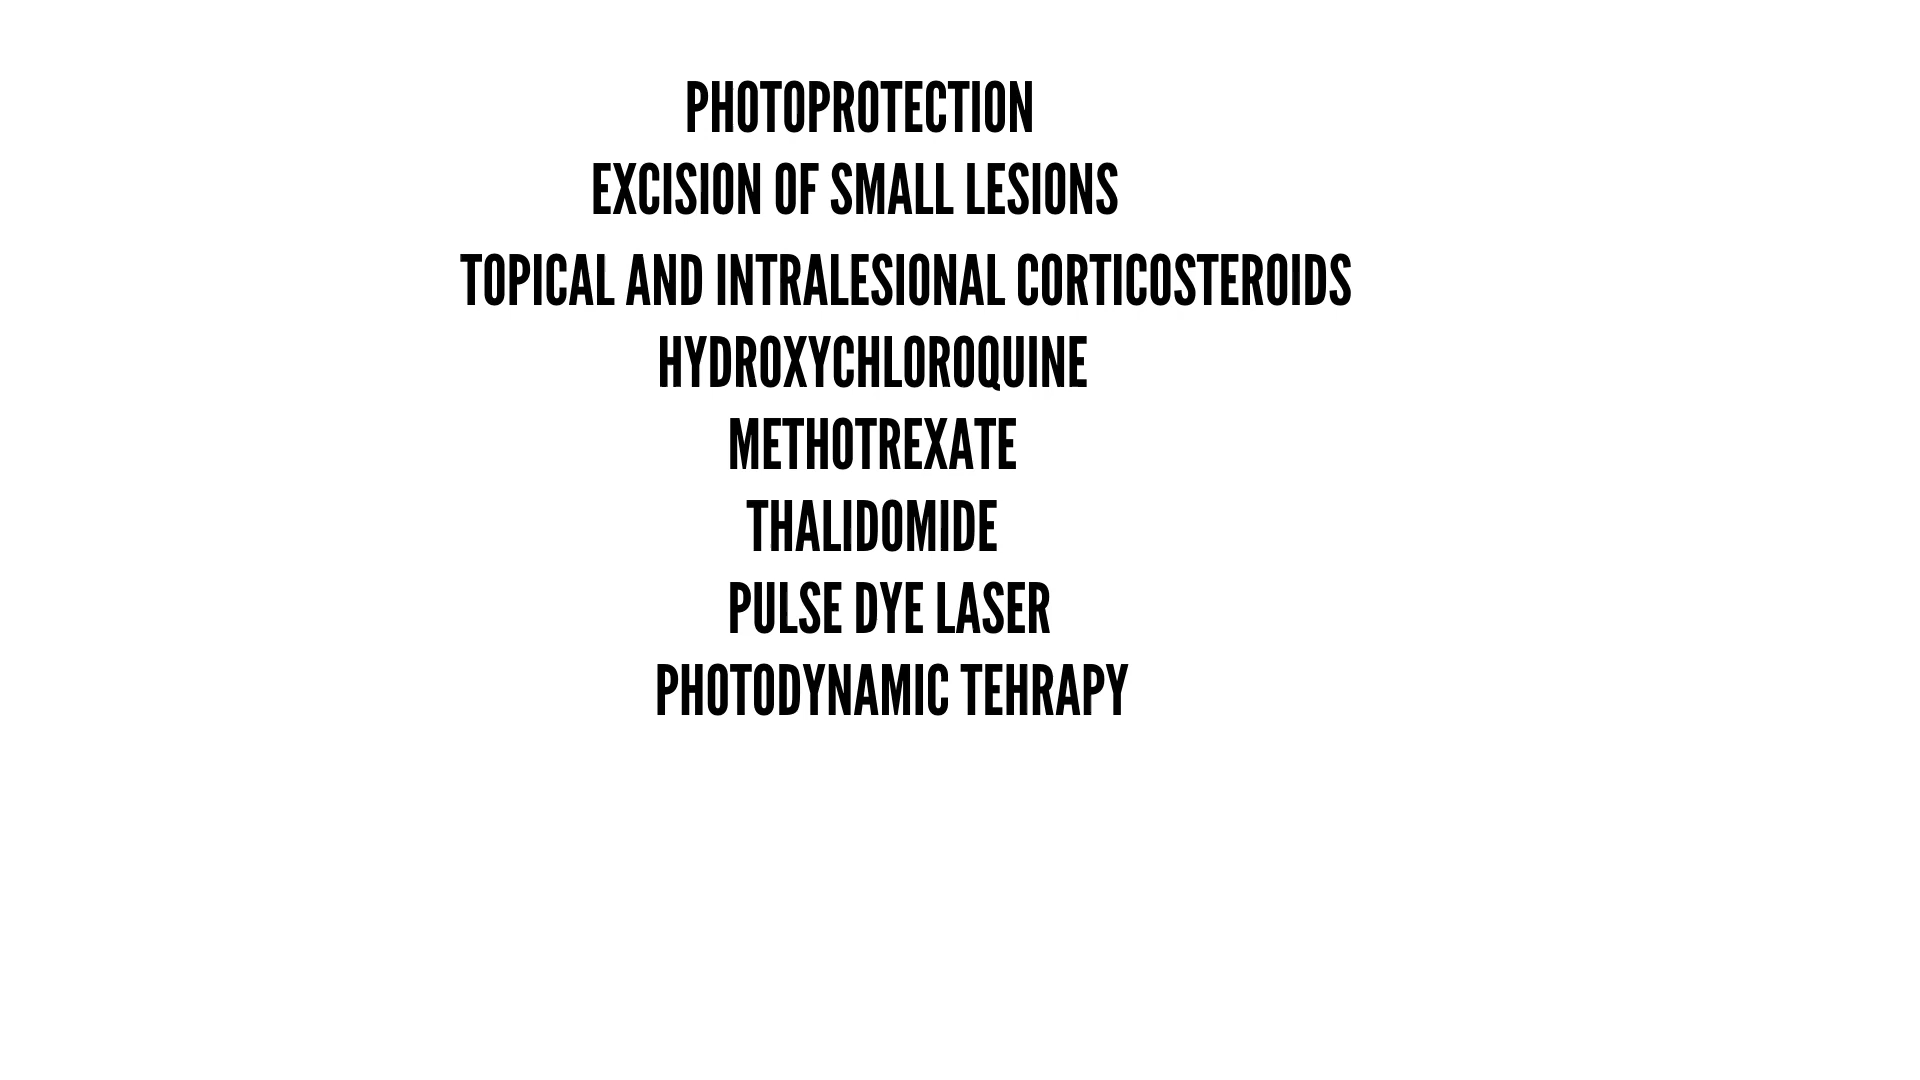 PHOTOPROTECTION
EXCISION OF SMALL LESIONS
TOPICAL AND INTRALESIONAL CORTICOSTEROIDS
HYDROXYCHLOROQUINE
METHOTREXATE
THALIDOMIDE
PULSE DYE LASER
PHOTODYNAMIC TEHRAPY